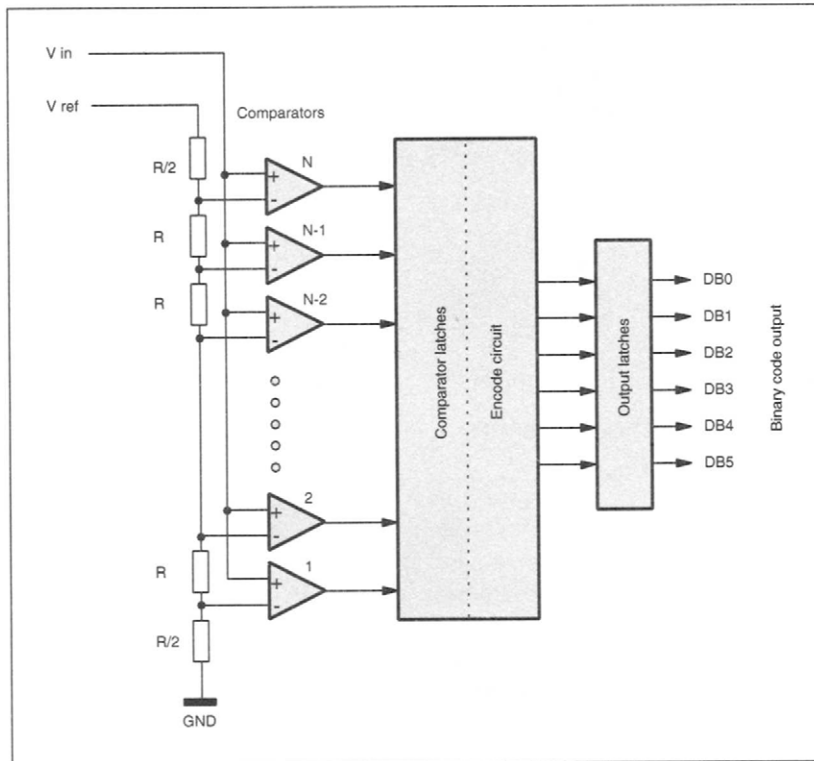 V in
V ref
Comparators
R/2
N
+
-
R
N-1
+
-
R
N-2
+
-
2
+
-
R
1
+
-
R/2
GND
Comparator latches
Encode circuit
Output latches
DB0
DB1
DB2
DB3
DB4
DB5
Binary code output